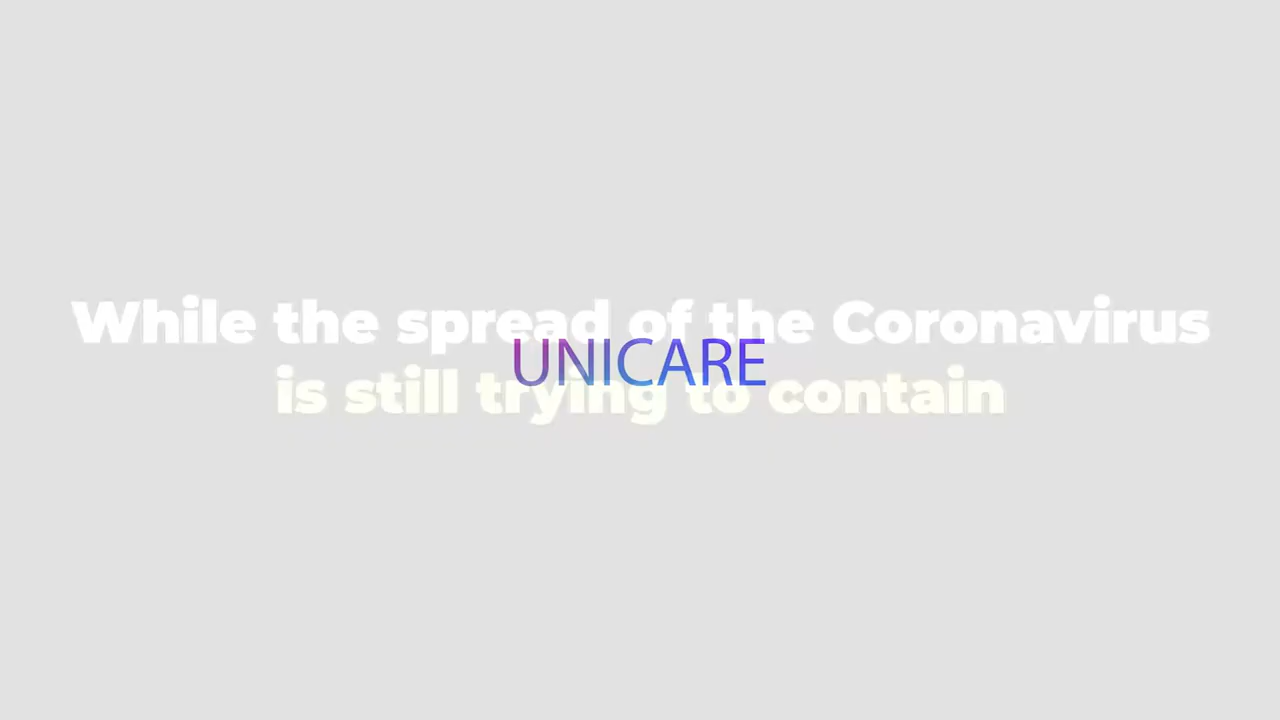 While the spread of the Coronavirus
UNICARE
is still trying to contain